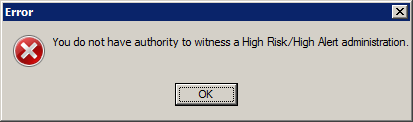 Error
You do not have authority to witness a High Risk/High Alert administration.
OK